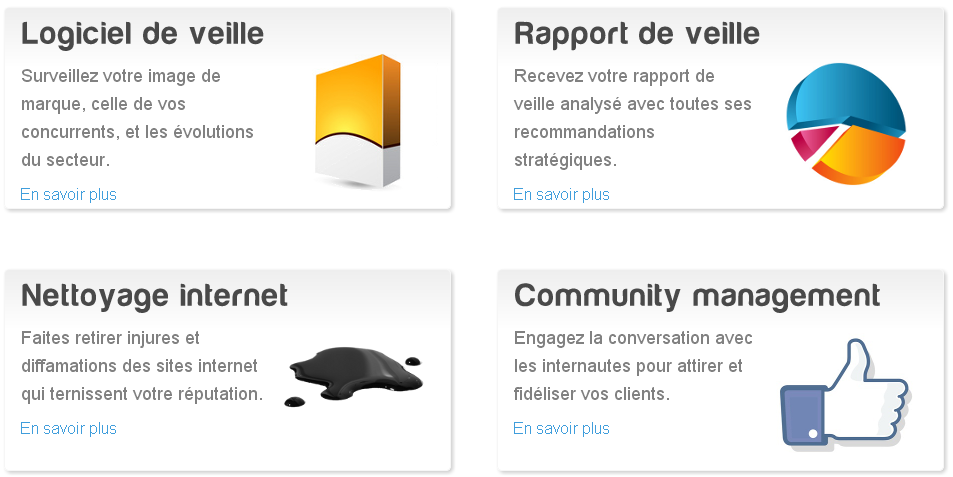 Logiciel de veille
Surveillez votre image de
marque, celle de vos
concurrents, et les évolutions
du secteur.
En savoir plus
Rapport de veille
Recevez votre rapport de
veille analysé avec toutes ses
recommandations
stratégiques.
En savoir plus
Nettoyage internet
Faites retirer injures et
diffamations des sites internet
qui ternissent votre réputation.
En savoir plus
Community management
Engagez la conversation avec
les internautes pour attirer et
fidéliser vos clients.
En savoir plus